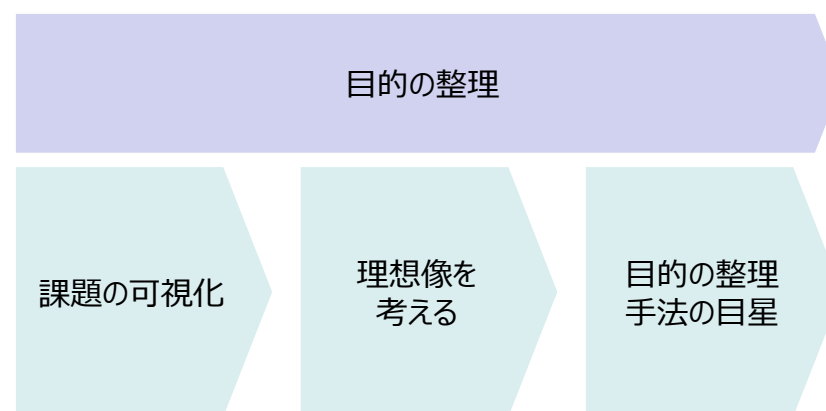 目的の整理
課題の可視化
理想像を
考える
目的の整理
手法の目星